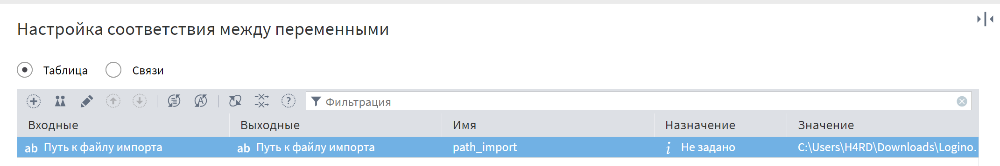 Настройка соответствия между переменными
Таблица Связи
Фильтрация
Входные Выходные Имя Назначение Значение
ab Путь к файлу импорта ab Путь к файлу импорта path_import i Не задано C:\Users\H4RD\Downloads\Logino.